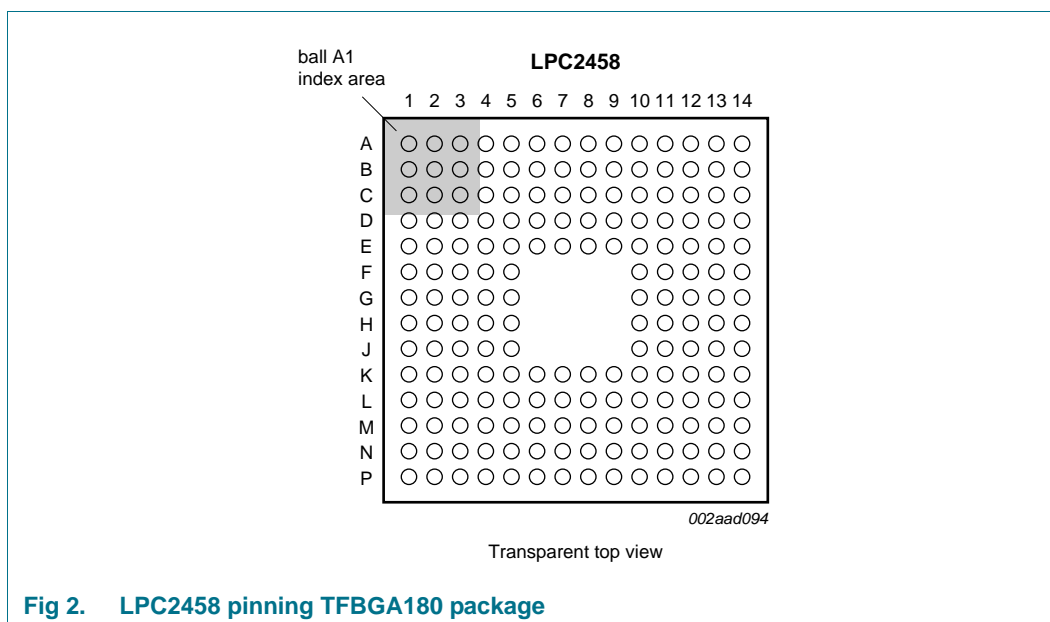 ball A1
index area
LPC2458
1 2 3 4 5 6 7 8 9 10 11 12 13 14
A
B
C
D
E
F
G
H
J
K
L
M
N
P
002aad094
Transparent top view
Fig 2. LPC2458 pinning TFBGA180 package